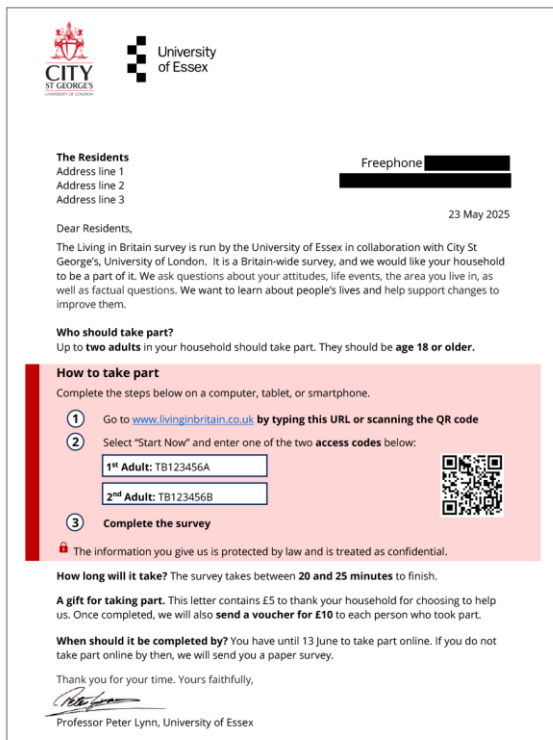 CITY
ST GEORGE'S
UNIVERSITY OF LONDON
University
of Essex
The Residents
Address line 1
Address line 2
Address line 3
Freephone
23 May 2025
Dear Residents,
The Living in Britain survey is run by the University of Essex in collaboration with City St
George's, University of London. It is a Britain-wide survey, and we would like your household
to be a part of it. We ask questions about your attitudes, life events, the area you live in, as
well as factual questions. We want to learn about people's lives and help support changes to
improve them.
Who should take part?
Up to two adults in your household should take part. They should be age 18 or older.
How to take part
Complete the steps below on a computer, tablet, or smartphone.
1 Go to www.livinginbritain.co.uk by typing this URL or scanning the QR code
2 Select "Start Now" and enter one of the two access codes below:
1st Adult: TB123456A
2nd Adult: TB123456B
3 Complete the survey
The information you give us is protected by law and is treated as confidential.
How long will it take? The survey takes between 20 and 25 minutes to finish.
A gift for taking part. This letter contains £5 to thank your household for choosing to help
us. Once completed, we will also send a voucher for £10 to each person who took part.
When should it be completed by? You have until 13 June to take part online. If you do not
take part online by then, we will send you a paper survey.
Thank you for your time. Yours faithfully,
Professor Peter Lynn, University of Essex